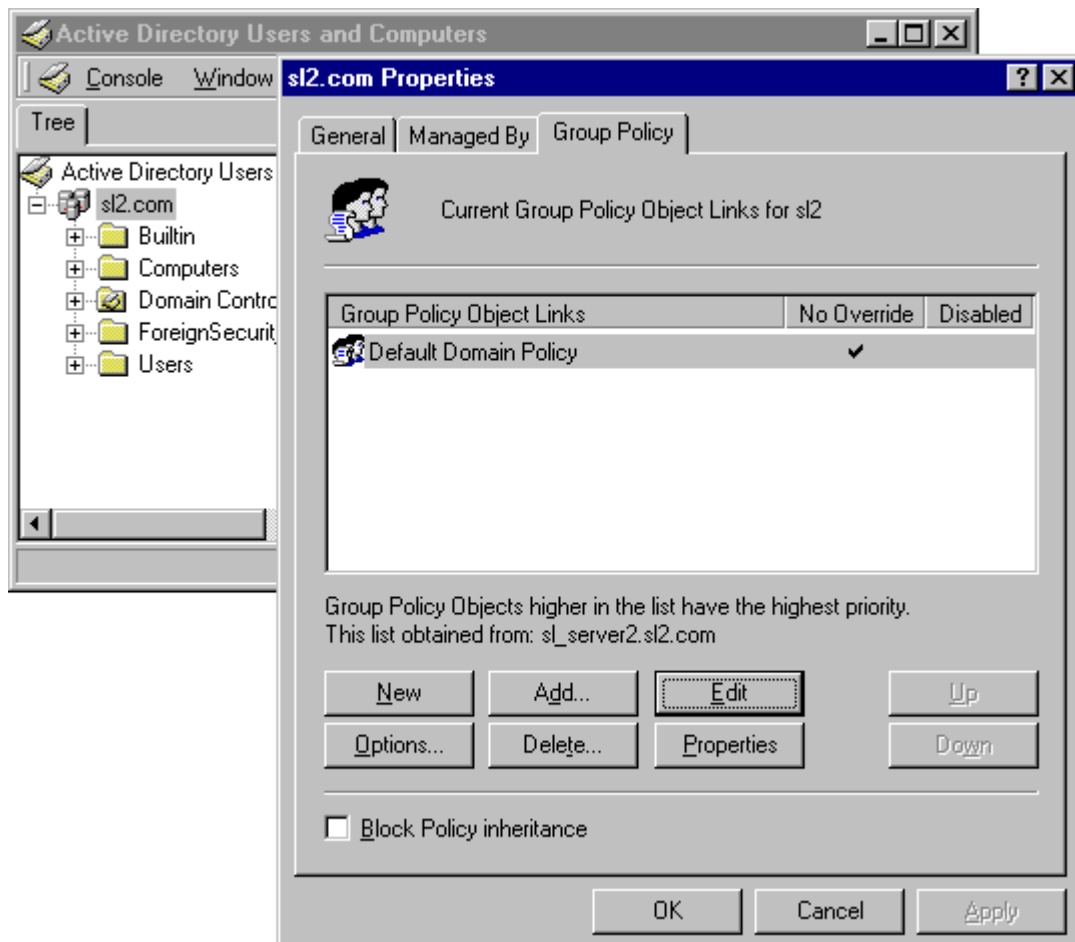 Active Directory Users and Computers
Console Window
Tree
Active Directory Users
sl2.com
Builtin
Computers
Domain Contro
ForeignSecurit
Users
sl2.com Properties
General Managed By Group Policy
Current Group Policy Object Links for sl2
Group Policy Object Links No Override Disabled
Default Domain Policy
Group Policy Objects higher in the list have the highest priority.
This list obtained from: sl_server2.sl2.com
New Add... Edit Up
Options... Delete... Properties Down
Block Policy inheritance
OK Cancel Apply